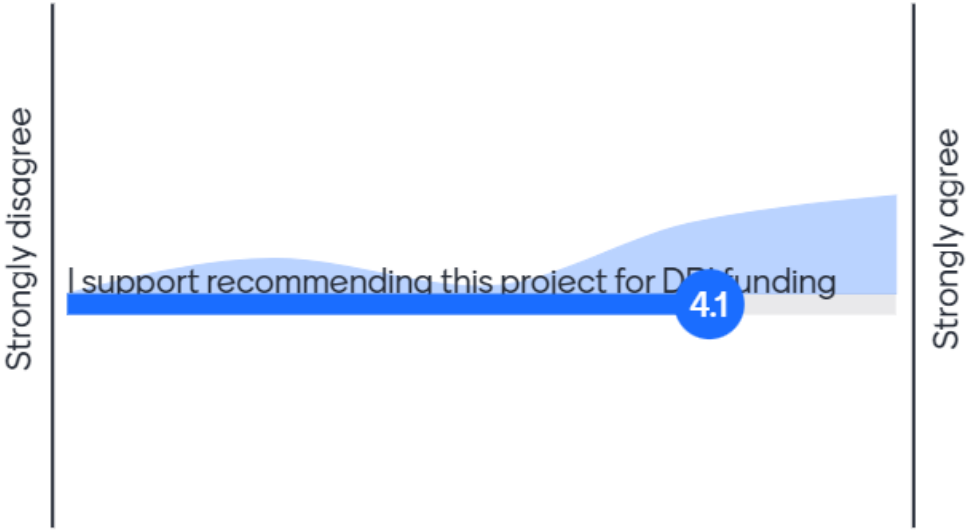 Strongly disagree
I support recommending this project for funding
4.1
Strongly agree